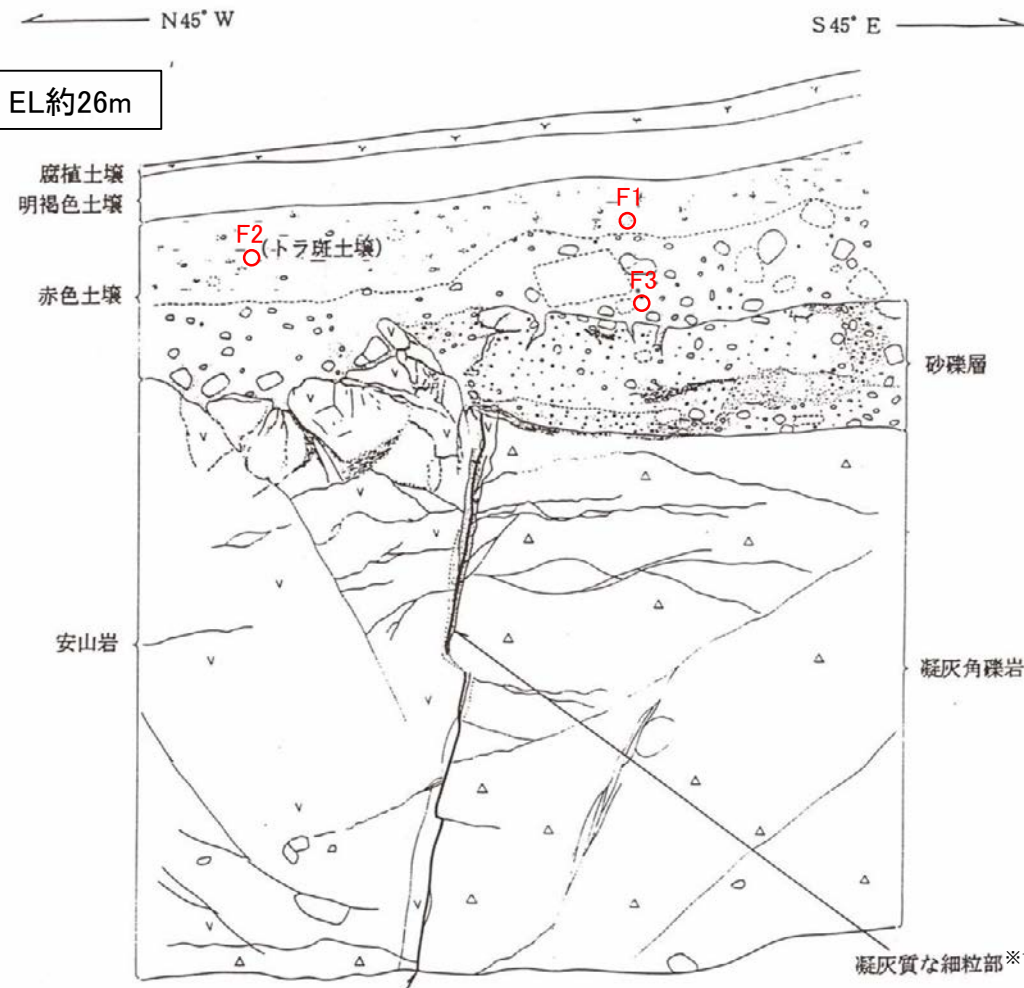 N45° W
S45° E
EL約26m
腐植土壌
明褐色土壌
F1
F2
(トラ斑土壌)
F3
赤色土壌
砂礫層
安山岩
凝灰角礫岩
凝灰質な細粒部※